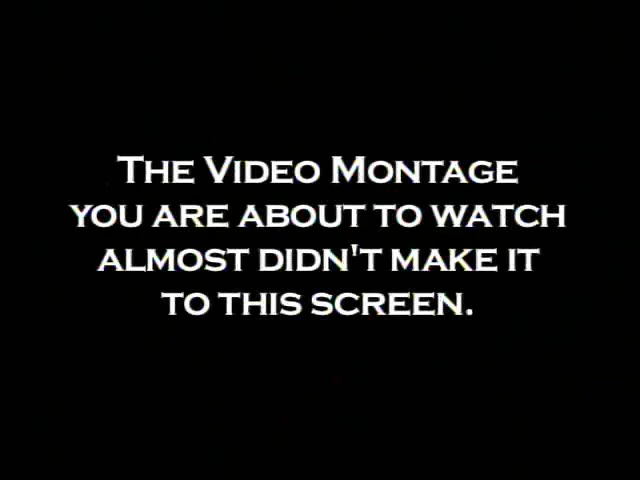 THE VIDEO MONTAGE
YOU ARE ABOUT TO WATCH
ALMOST DIDN'T MAKE IT
TO THIS SCREEN.